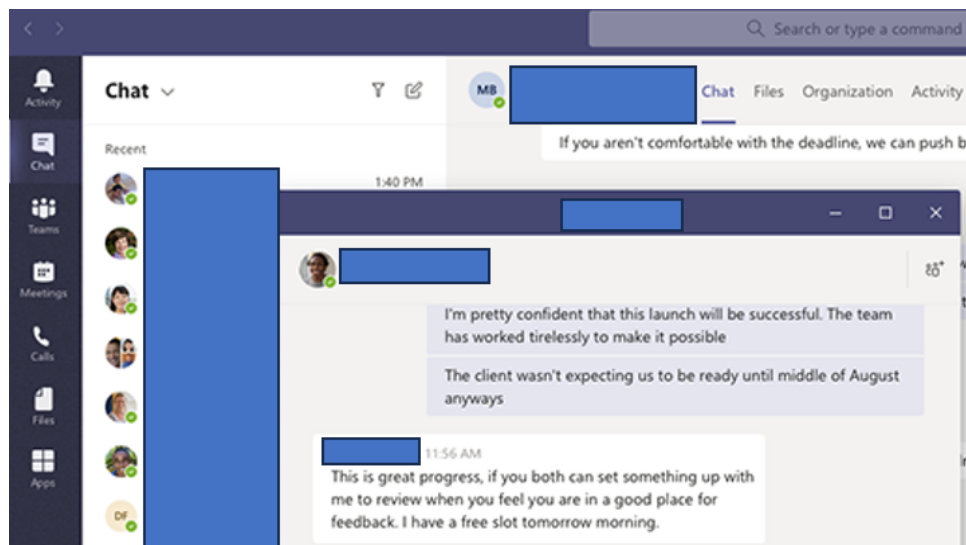 Search or type a command
Activity
Chat
Teams
Meetings
Calls
Files
Apps
Chat
Recent
1:40 PM
DF
MB
Chat Files Organization Activity
If you aren't comfortable with the deadline, we can push b
I'm pretty confident that this launch will be successful. The team
has worked tirelessly to make it possible
The client wasn't expecting us to be ready until middle of August
anyways
11:56 AM
This is great progress, if you both can set something up with
me to review when you feel you are in a good place for
feedback. I have a free slot tomorrow morning.